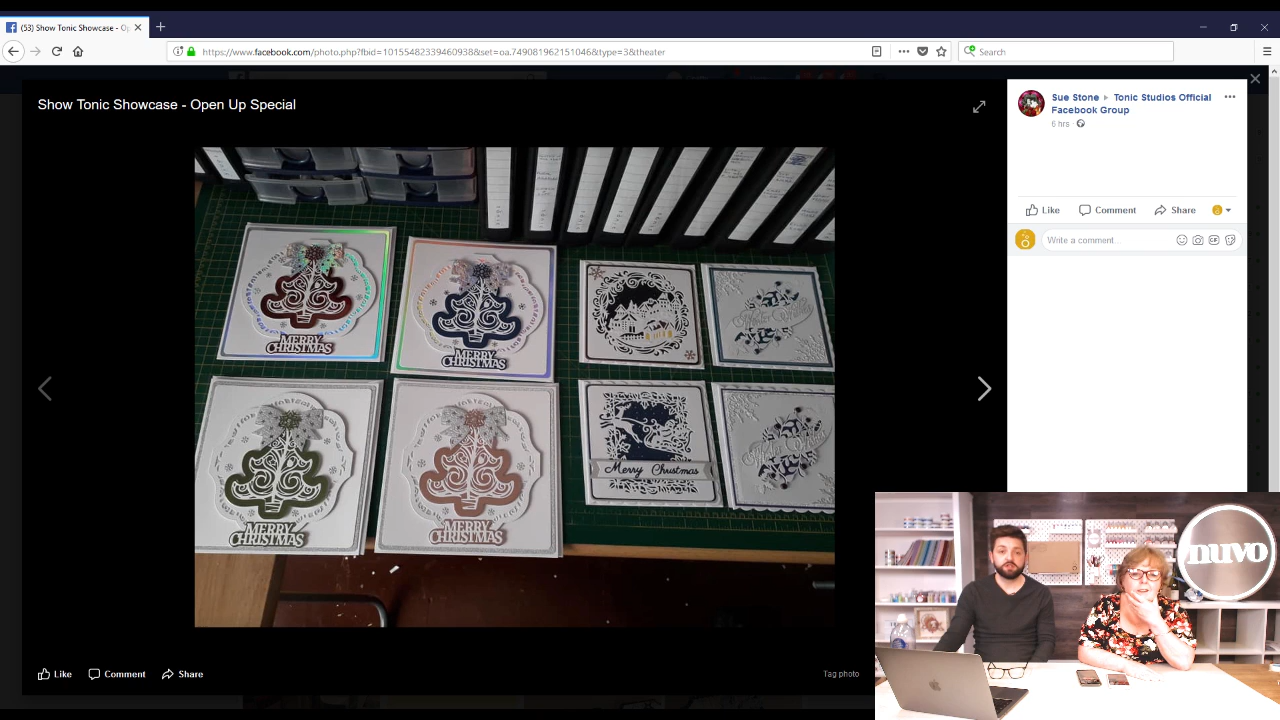 (53) Show Tonic Showcase - Op
https://www.facebook.com/photo.php?fbid=10155482339460938&set=oa.749081962151046&type=3&theater
Search
Show Tonic Showcase - Open Up Special
Sue Stone ▸ Tonic Studios Official
Facebook Group
6 hrs ·
Like
Comment
Share
Write a comment...
GIF
MERRY
CHRISTMAS
MERRY
CHRISTMAS
Merry Christmas
MERRY
CHRISTMAS
MERRY
CHRISTMAS
Like
Comment
Share
Tag photo
nuvo